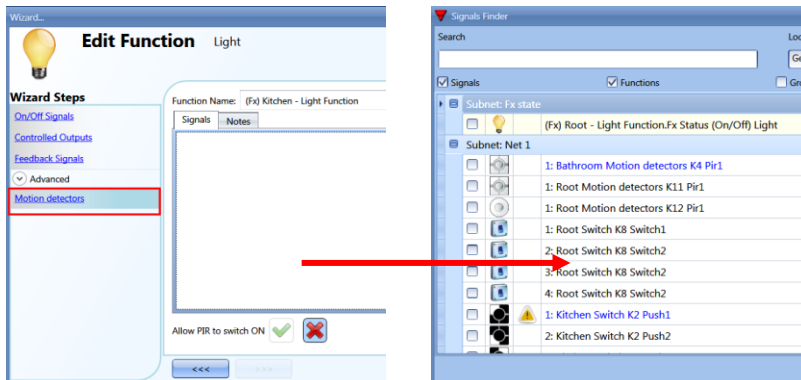 Wizard...
Edit Function Light
Wizard Steps
On/Off Signals
Controlled Outputs
Feedback Signals
Advanced
Motion detectors
Function Name: (Fx) Kitchen - Light Function
Signals Notes
Allow PIR to switch ON
<<< >>>
Signals Finder
Search
Signals Functions
Subnet: Fx state
(Fx) Root - Light Function.Fx Status (On/Off) Light
Subnet: Net 1
1: Bathroom Motion detectors K4 Pir1
1: Root Motion detectors K11 Pir1
1: Root Motion detectors K12 Pir1
1: Root Switch K8 Switch1
2: Root Switch K8 Switch2
3: Root Switch K8 Switch2
4: Root Switch K8 Switch2
1: Kitchen Switch K2 Push1
2: Kitchen Switch K2 Push2